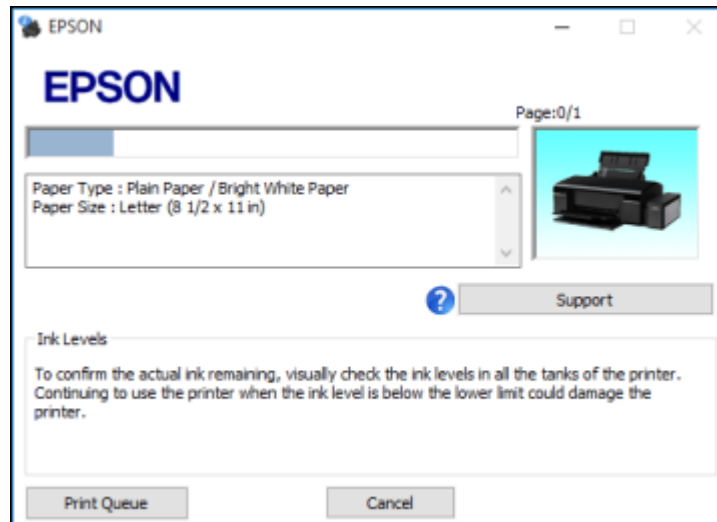 EPSON
EPSON
Page:0/1
Paper Type : Plain Paper / Bright White Paper
Paper Size : Letter (8 1/2 x 11 in)
Support
Ink Levels
To confirm the actual ink remaining, visually check the ink levels in all the tanks of the printer.
Continuing to use the printer when the ink level is below the lower limit could damage the
printer.
Print Queue
Cancel